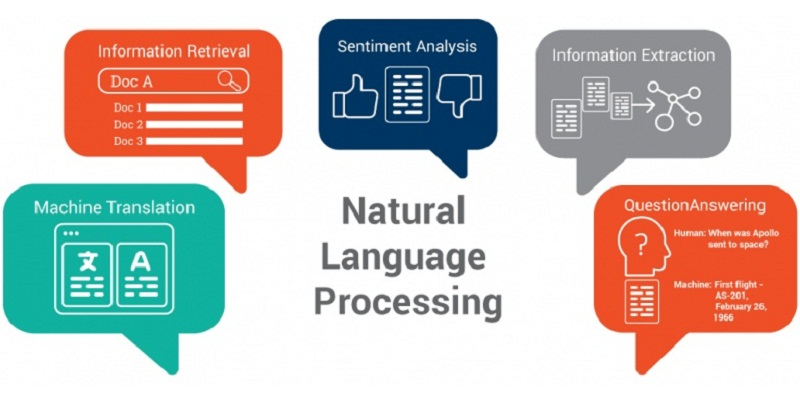 Information Retrieval
Doc A
Doc 1
Doc 2
Doc 3
Sentiment Analysis
Information Extraction
Machine Translation
文
A
Natural
Language
Processing
QuestionAnswering
?
Human: When was Apollo
sent to space?
Machine: First flight -
AS-201,
February 26,
1966